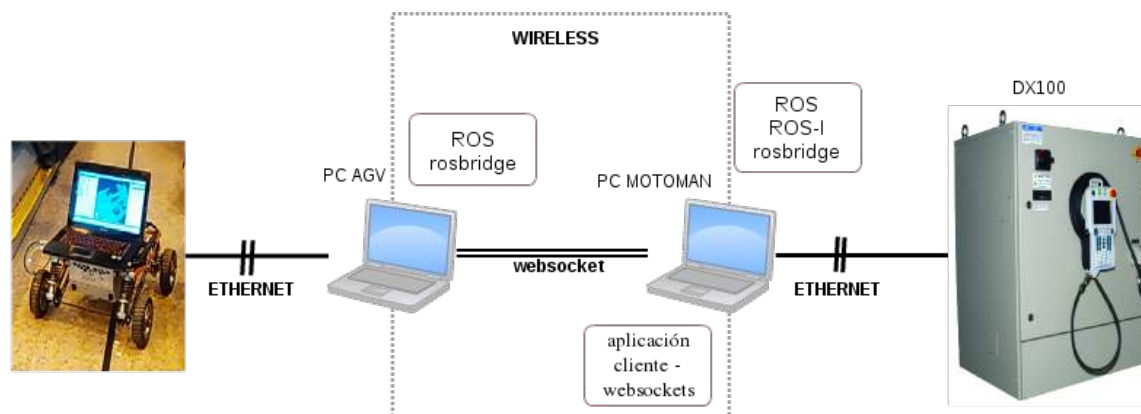 WIRELESS
DX100
ROS
ROS-I
rosbridge
ROS
rosbridge
PC AGV
PC MOTOMAN
websocket
ETHERNET
ETHERNET
aplicación
cliente -
websockets